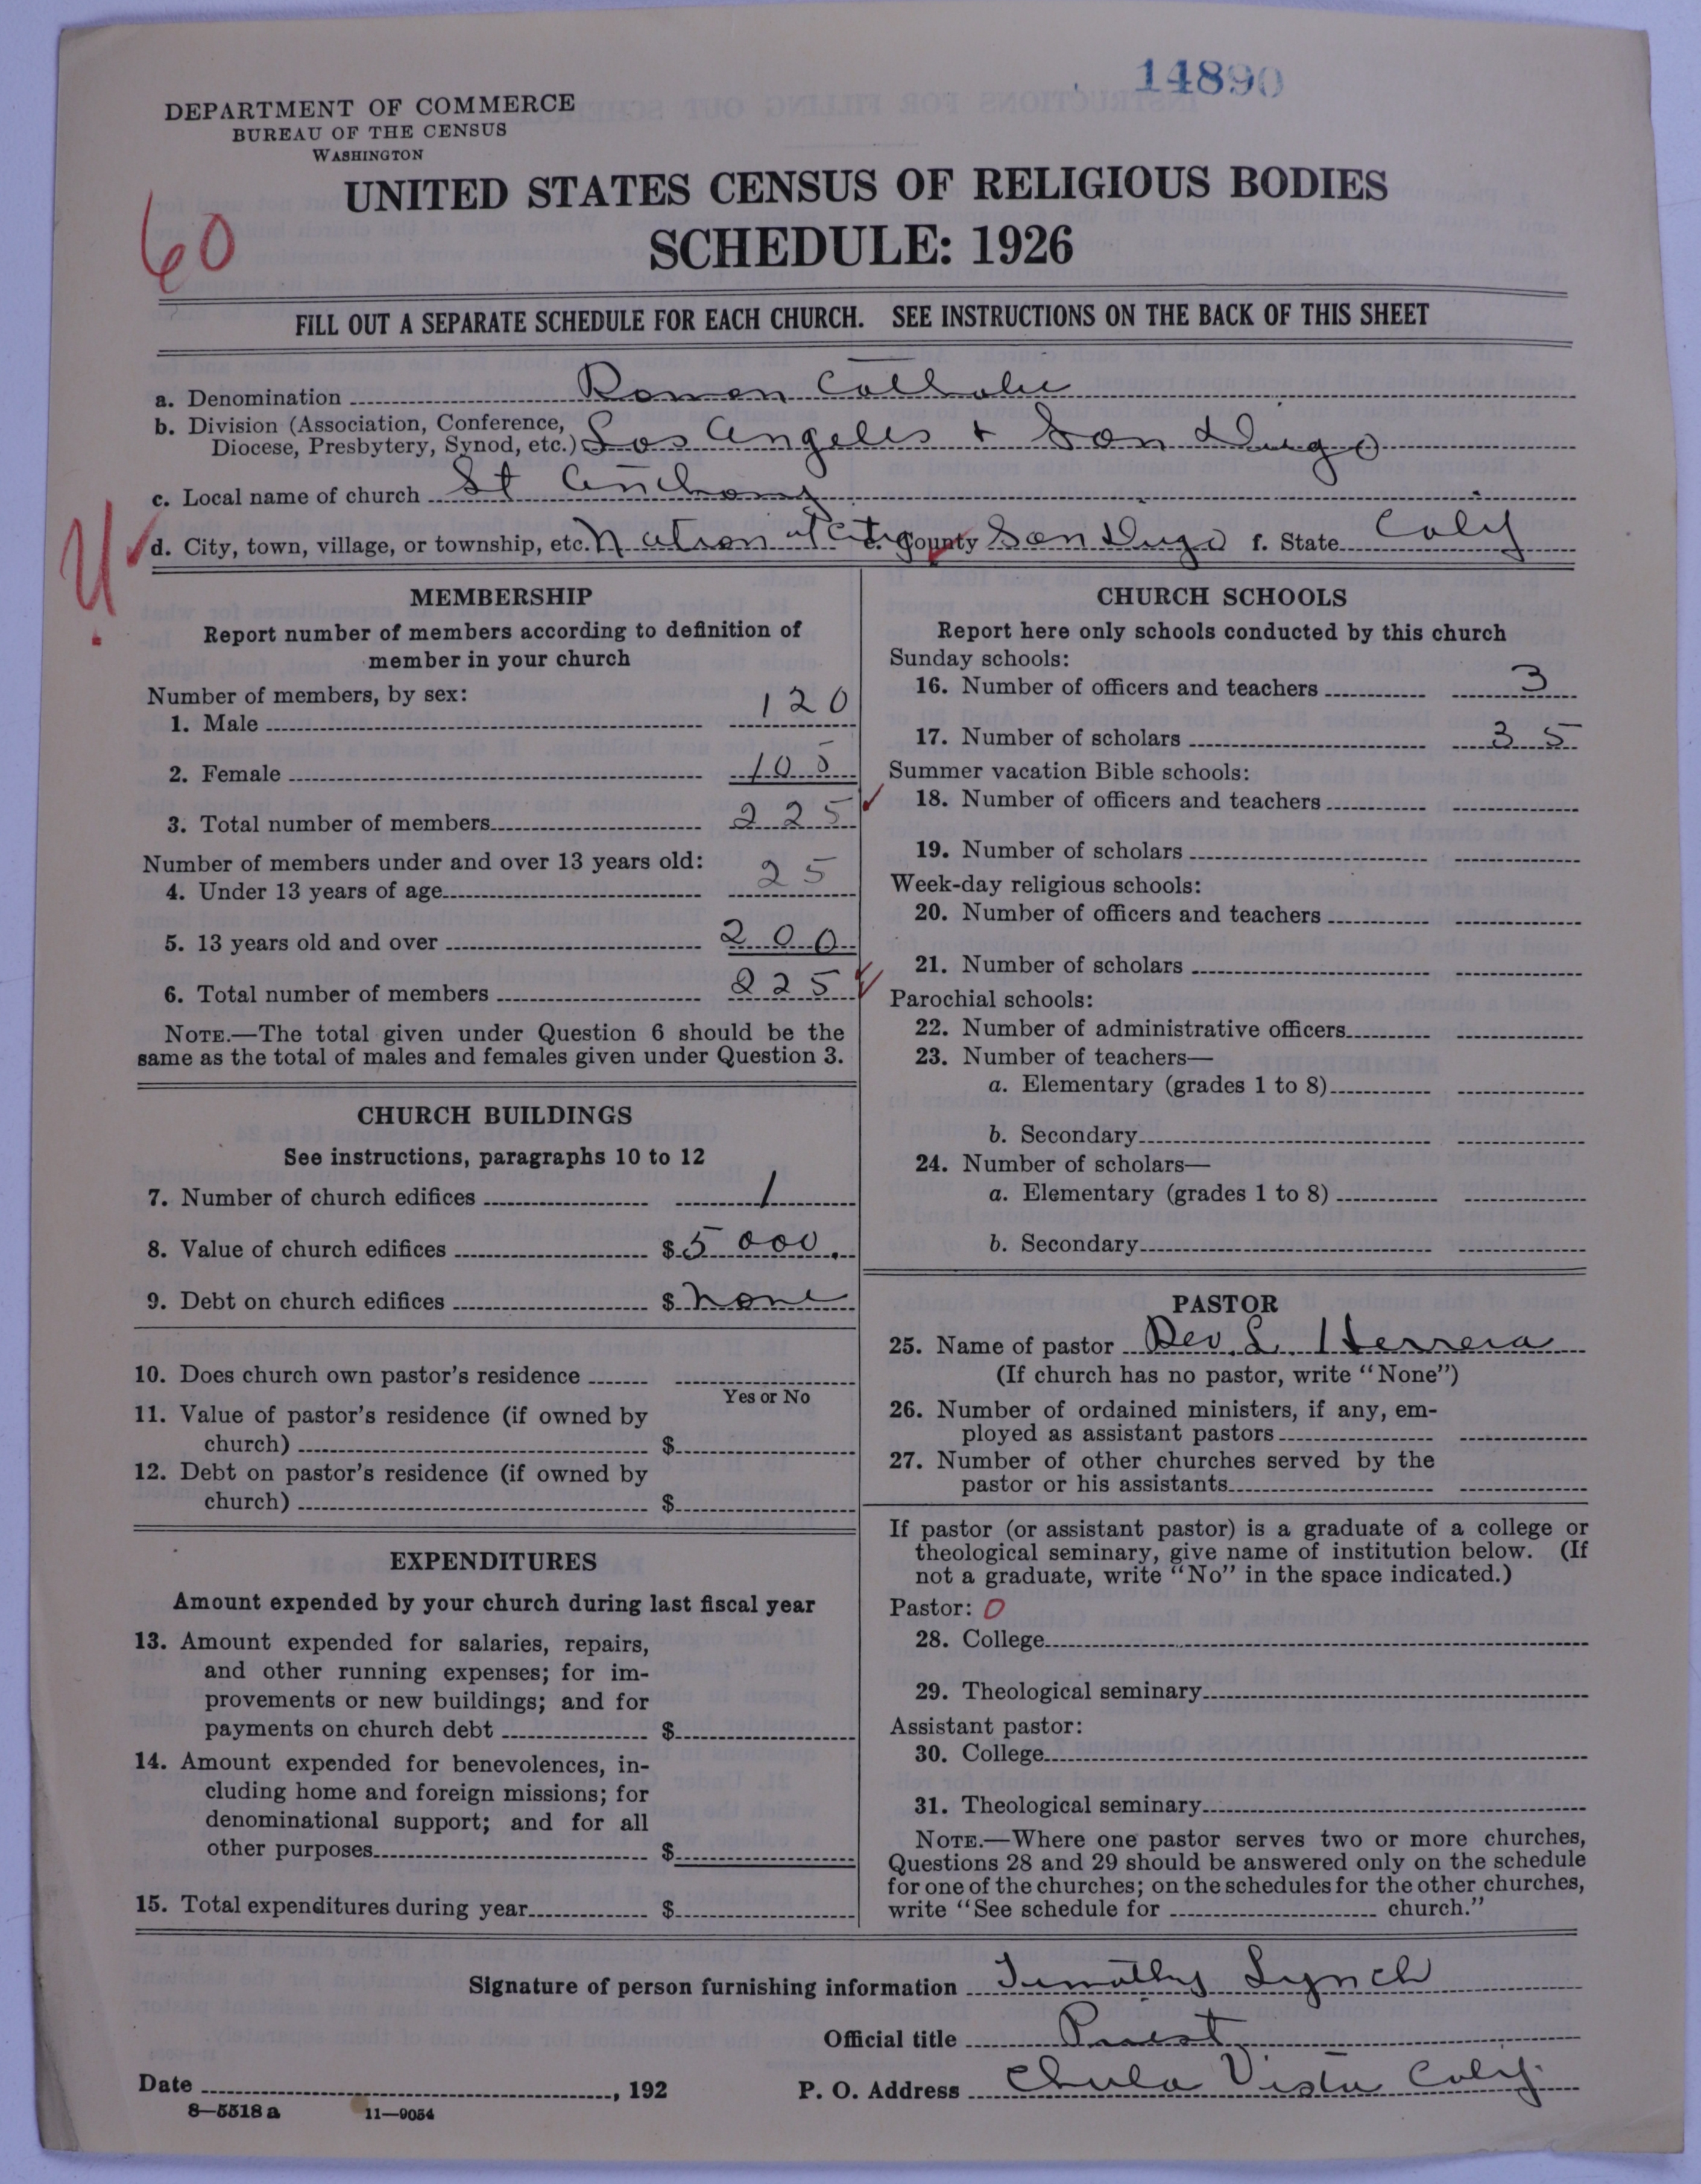 14890
DEPARTMENT OF COMMERCE
BUREAU OF THE CENSUS
WASHINGTON
UNITED STATES CENSUS OF RELIGIOUS BODIES
60
SCHEDULE: 1926
FILL OUT A SEPARATE SCHEDULE FOR EACH CHURCH. SEE INSTRUCTIONS ON THE BACK OF THIS SHEET
a. Denomination Roman Catholic
b. Division (Association, Conference,
Diocese, Presbytery, Synod, etc.) Los Angeles + San Diego
c. Local name of church St Anthony
d. City, town, village, or township, etc. National City e. County San Diego f. State Calif
MEMBERSHIP
Report number of members according to definition of
member in your church
Number of members, by sex:
1. Male 120
2. Female 105
3. Total number of members 225
Number of members under and over 13 years old:
4. Under 13 years of age 25
5. 13 years old and over 200
6. Total number of members 225
NOTE.—The total given under Question 6 should be the
same as the total of males and females given under Question 3.
CHURCH BUILDINGS
See instructions, paragraphs 10 to 12
7. Number of church edifices 1
8. Value of church edifices $5000.
9. Debt on church edifices $ none
10. Does church own pastor's residence
Yes or No
11. Value of pastor's residence (if owned by
church) $
12. Debt on pastor's residence (if owned by
church) $
EXPENDITURES
Amount expended by your church during last fiscal year
13. Amount expended for salaries, repairs,
and other running expenses; for im-
provements or new buildings; and for
payments on church debt $
14. Amount expended for benevolences, in-
cluding home and foreign missions; for
denominational support; and for all
other purposes $
15. Total expenditures during year $
CHURCH SCHOOLS
Report here only schools conducted by this church
Sunday schools:
16. Number of officers and teachers 3
17. Number of scholars 35
Summer vacation Bible schools:
18. Number of officers and teachers
19. Number of scholars
Week-day religious schools:
20. Number of officers and teachers
21. Number of scholars
Parochial schools:
22. Number of administrative officers
23. Number of teachers—
a. Elementary (grades 1 to 8)
b. Secondary
24. Number of scholars—
a. Elementary (grades 1 to 8)
b. Secondary
PASTOR
25. Name of pastor Rev. L. Herrera
(If church has no pastor, write "None")
26. Number of ordained ministers, if any, em-
ployed as assistant pastors
27. Number of other churches served by the
pastor or his assistants
If pastor (or assistant pastor) is a graduate of a college or
theological seminary, give name of institution below. (If
not a graduate, write "No" in the space indicated.)
Pastor: 0
28. College
29. Theological seminary
Assistant pastor:
30. College
31. Theological seminary
NOTE.—Where one pastor serves two or more churches,
Questions 28 and 29 should be answered only on the schedule
for one of the churches; on the schedules for the other churches,
write "See schedule for church."
Signature of person furnishing information Timothy Lynch
Official title Priest
Date , 192 P. O. Address Chula Vista Calif.
8—5518 a 11—9054